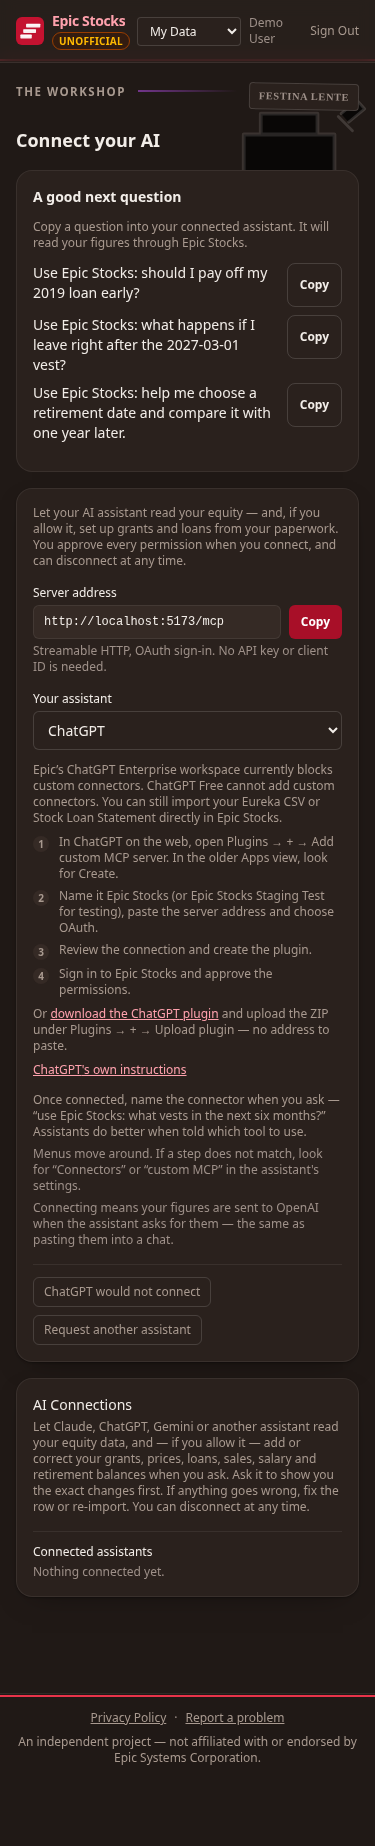 Epic Stocks
UNOFFICIAL
My Data
Demo
User
Sign Out
THE WORKSHOP
FESTINA LENTE
Connect your AI
A good next question
Copy a question into your connected assistant. It will
read your figures through Epic Stocks.
Use Epic Stocks: should I pay off my
2019 loan early?
Copy
Use Epic Stocks: what happens if I
leave right after the 2027-03-01
vest?
Copy
Use Epic Stocks: help me choose a
retirement date and compare it with
one year later.
Copy
Let your AI assistant read your equity — and, if you
allow it, set up grants and loans from your paperwork.
You approve every permission when you connect, and
can disconnect at any time.
Server address
http://localhost:5173/mcp
Copy
Streamable HTTP, OAuth sign-in. No API key or client
ID is needed.
Your assistant
ChatGPT
Epic’s ChatGPT Enterprise workspace currently blocks
custom connectors. ChatGPT Free cannot add custom
connectors. You can still import your Eureka CSV or
Stock Loan Statement directly in Epic Stocks.
1 In ChatGPT on the web, open Plugins → + → Add
custom MCP server. In the older Apps view, look
for Create.
2 Name it Epic Stocks (or Epic Stocks Staging Test
for testing), paste the server address and choose
OAuth.
3 Review the connection and create the plugin.
4 Sign in to Epic Stocks and approve the
permissions.
Or download the ChatGPT plugin and upload the ZIP
under Plugins → + → Upload plugin — no address to
paste.
ChatGPT's own instructions
Once connected, name the connector when you ask —
“use Epic Stocks: what vests in the next six months?”
Assistants do better when told which tool to use.
Menus move around. If a step does not match, look
for “Connectors” or “custom MCP” in the assistant's
settings.
Connecting means your figures are sent to OpenAI
when the assistant asks for them — the same as
pasting them into a chat.
ChatGPT would not connect
Request another assistant
AI Connections
Let Claude, ChatGPT, Gemini or another assistant read
your equity data, and — if you allow it — add or
correct your grants, prices, loans, sales, salary and
retirement balances when you ask. Ask it to show you
the exact changes first. If anything goes wrong, fix the
row or re-import. You can disconnect at any time.
Connected assistants
Nothing connected yet.
Privacy Policy · Report a problem
An independent project — not affiliated with or endorsed by
Epic Systems Corporation.